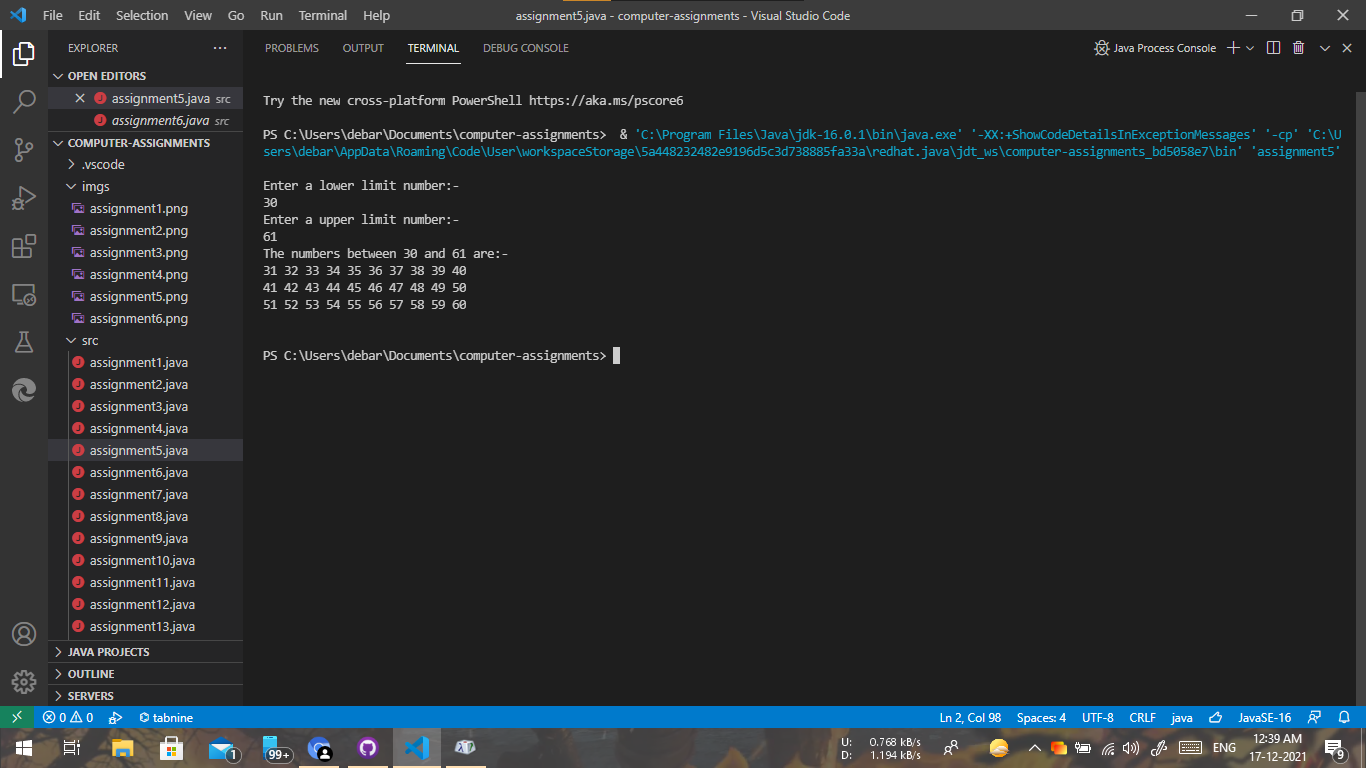 File Edit Selection View Go Run Terminal Help assignment5.java - computer-assignments - Visual Studio Code
EXPLORER
OPEN EDITORS
assignment5.java src
assignment6.java src
COMPUTER-ASSIGNMENTS
.vscode
imgs
assignment1.png
assignment2.png
assignment3.png
assignment4.png
assignment5.png
assignment6.png
src
assignment1.java
assignment2.java
assignment3.java
assignment4.java
assignment5.java
assignment6.java
assignment7.java
assignment8.java
assignment9.java
assignment10.java
assignment11.java
assignment12.java
assignment13.java
JAVA PROJECTS
OUTLINE
SERVERS
PROBLEMS OUTPUT TERMINAL DEBUG CONSOLE Java Process Console
Try the new cross-platform PowerShell https://aka.ms/pscore6
PS C:\Users\debar\Documents\computer-assignments>  & 'C:\Program Files\Java\jdk-16.0.1\bin\java.exe' '-XX:+ShowCodeDetailsInExceptionMessages' '-cp' 'C:\U
sers\debar\AppData\Roaming\Code\User\workspaceStorage\5a448232482e9196d5c3d738885fa33a\redhat.java\jdt_ws\computer-assignments_bd5058e7\bin' 'assignment5'
Enter a lower limit number:-
30
Enter a upper limit number:-
61
The numbers between 30 and 61 are:-
31 32 33 34 35 36 37 38 39 40
41 42 43 44 45 46 47 48 49 50
51 52 53 54 55 56 57 58 59 60
PS C:\Users\debar\Documents\computer-assignments>
0 0 tabnine Ln 2, Col 98 Spaces: 4 UTF-8 CRLF java JavaSE-16
1 99+ U: 0.768 kB/s ENG 12:39 AM
D: 1.194 kB/s 17-12-2021 9